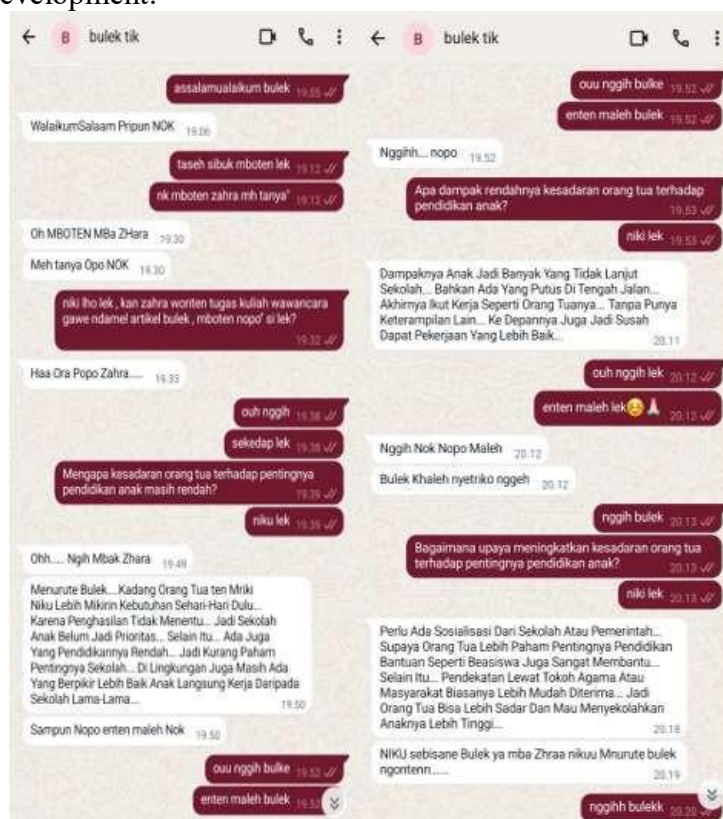 evelopment.
B bulek tik
assalamualaikum bulek 19.05
WalaikumSalaam Pripun NOK 19.06
taseh sibuk mboten lek 19.12
nk mboten zahra mh tanya" 19.12
Oh MBOTEN MBa ZHara 19.30
Meh tanya Opo NOK 19.30
niki lho lek , kan zahra wonten tugas kuliah wawancara
gawe ndamel artikel bulek , mboten nopo' si lek?
19.32
Haa Ora Popo Zahra..... 19.33
ouh nggih 19.38
sekedap lek 19.38
Mengapa kesadaran orang tua terhadap pentingnya
pendidikan anak masih rendah? 19.39
niku lek 19.39
Ohh.... Ngih Mbak Zhara 19.49
Menurute Bulek....Kadang Orang Tua ten Mriki
Niku Lebih Mikirin Kebutuhan Sehari-Hari Dulu...
Karena Penghasilan Tidak Menentu... Jadi Sekolah
Anak Belum Jadi Prioritas... Selain Itu... Ada Juga
Yang Pendidikannya Rendah... Jadi Kurang Paham
Pentingnya Sekolah... Di Lingkungan Juga Masih Ada
Yang Berpikir Lebih Baik Anak Langsung Kerja Daripada
Sekolah Lama-Lama...
19.50
Sampun Nopo enten maleh Nok 19.50
ouu nggih bulke 19.52
enten maleh bulek 19.52
B bulek tik
ouu nggih bulke 19.52
enten maleh bulek 19.52
Nggihh.... nopo 19.52
Apa dampak rendahnya kesadaran orang tua terhadap
pendidikan anak? 19.53
niki lek 19.53
Dampaknya Anak Jadi Banyak Yang Tidak Lanjut
Sekolah... Bahkan Ada Yang Putus Di Tengah Jalan...
Akhirnya Ikut Kerja Seperti Orang Tuanya... Tanpa Punya
Keterampilan Lain... Ke Depannya Juga Jadi Susah
Dapat Pekerjaan Yang Lebih Baik...
20.11
ouh nggih lek 20.12
enten maleh lek☺️🙏 20.12
Nggih Nok Nopo Maleh 20.12
Bulek Khaleh nyetriko nggeh 20.12
nggih bulek 20.13
Bagaimana upaya meningkatkan kesadaran orang tua
terhadap pentingnya pendidikan anak? 20.13
niki lek 20.13
Perlu Ada Sosialisasi Dari Sekolah Atau Pemerintah...
Supaya Orang Tua Lebih Paham Pentingnya Pendidikan
Bantuan Seperti Beasiswa Juga Sangat Membantu...
Selain Itu... Pendekatan Lewat Tokoh Agama Atau
Masyarakat Biasanya Lebih Mudah Diterima... Jadi
Orang Tua Bisa Lebih Sadar Dan Mau Menyekolahkan
Anaknya Lebih Tinggi...
20.18
NIKU sebisane Bulek ya mba Zhraa nikuu Mnurute bulek
ngontenn......
20.19
nggihh bulekk 20.20